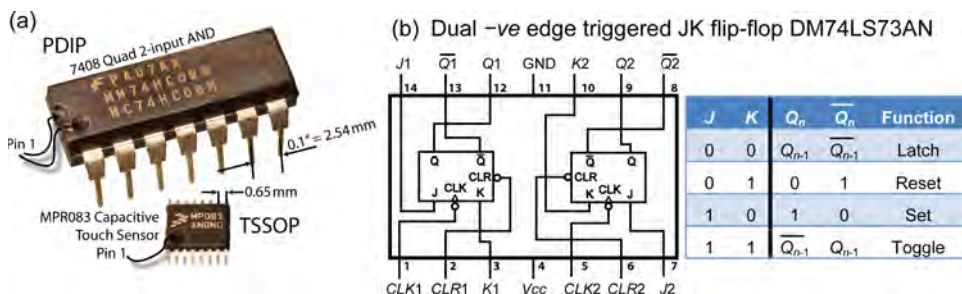 (a)
PDIP
7408 Quad 2-input AND
PA07AX
MM74HC08N
MC74HC08N
Pin 1
0.1" = 2.54 mm
0.65 mm
MPR083 Capacitive
Touch Sensor
Pin 1
TSSOP
MPR083
(b) Dual –ve edge triggered JK flip-flop DM74LS73AN
J1 Q̅1̅ Q1 GND K2 Q2 Q̅2̅
14 13 12 11 10 9 8
Q Q̅ Q̅ Q
CLR CLR
CLK CLK
J K K J
1 2 3 4 5 6 7
CLK1 CLR1 K1 Vcc CLK2 CLR2 J2
J K Qn Q̅n̅ Function
0 0 Qn-1 Q̅n-1̅ Latch
0 1 0 1 Reset
1 0 1 0 Set
1 1 Q̅n-1̅ Qn-1 Toggle